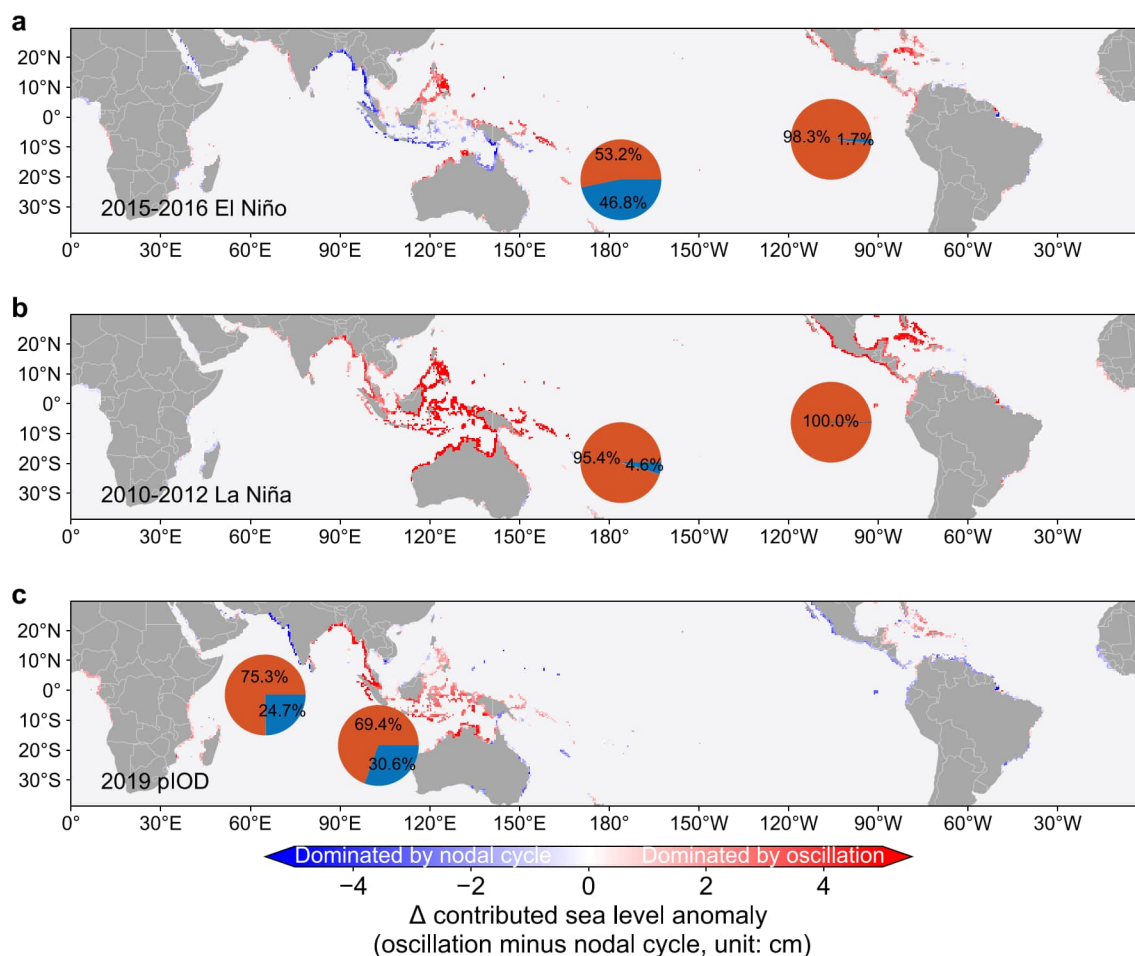 a
20°N
10°N
0°
10°S
20°S
30°S
53.2%
46.8%
98.3%
1.7%
2015-2016 El Niño
0° 30°E 60°E 90°E 120°E 150°E 180° 150°W 120°W 90°W 60°W 30°W
b
20°N
10°N
0°
10°S
20°S
30°S
95.4%
4.6%
100.0%
2010-2012 La Niña
0° 30°E 60°E 90°E 120°E 150°E 180° 150°W 120°W 90°W 60°W 30°W
c
20°N
10°N
0°
10°S
20°S
30°S
75.3%
24.7%
69.4%
30.6%
2019 pIOD
0° 30°E 60°E 90°E 120°E 150°E 180° 150°W 120°W 90°W 60°W 30°W
Dominated by nodal cycle Dominated by oscillation
−4 −2 0 2 4
Δ contributed sea level anomaly
(oscillation minus nodal cycle, unit: cm)